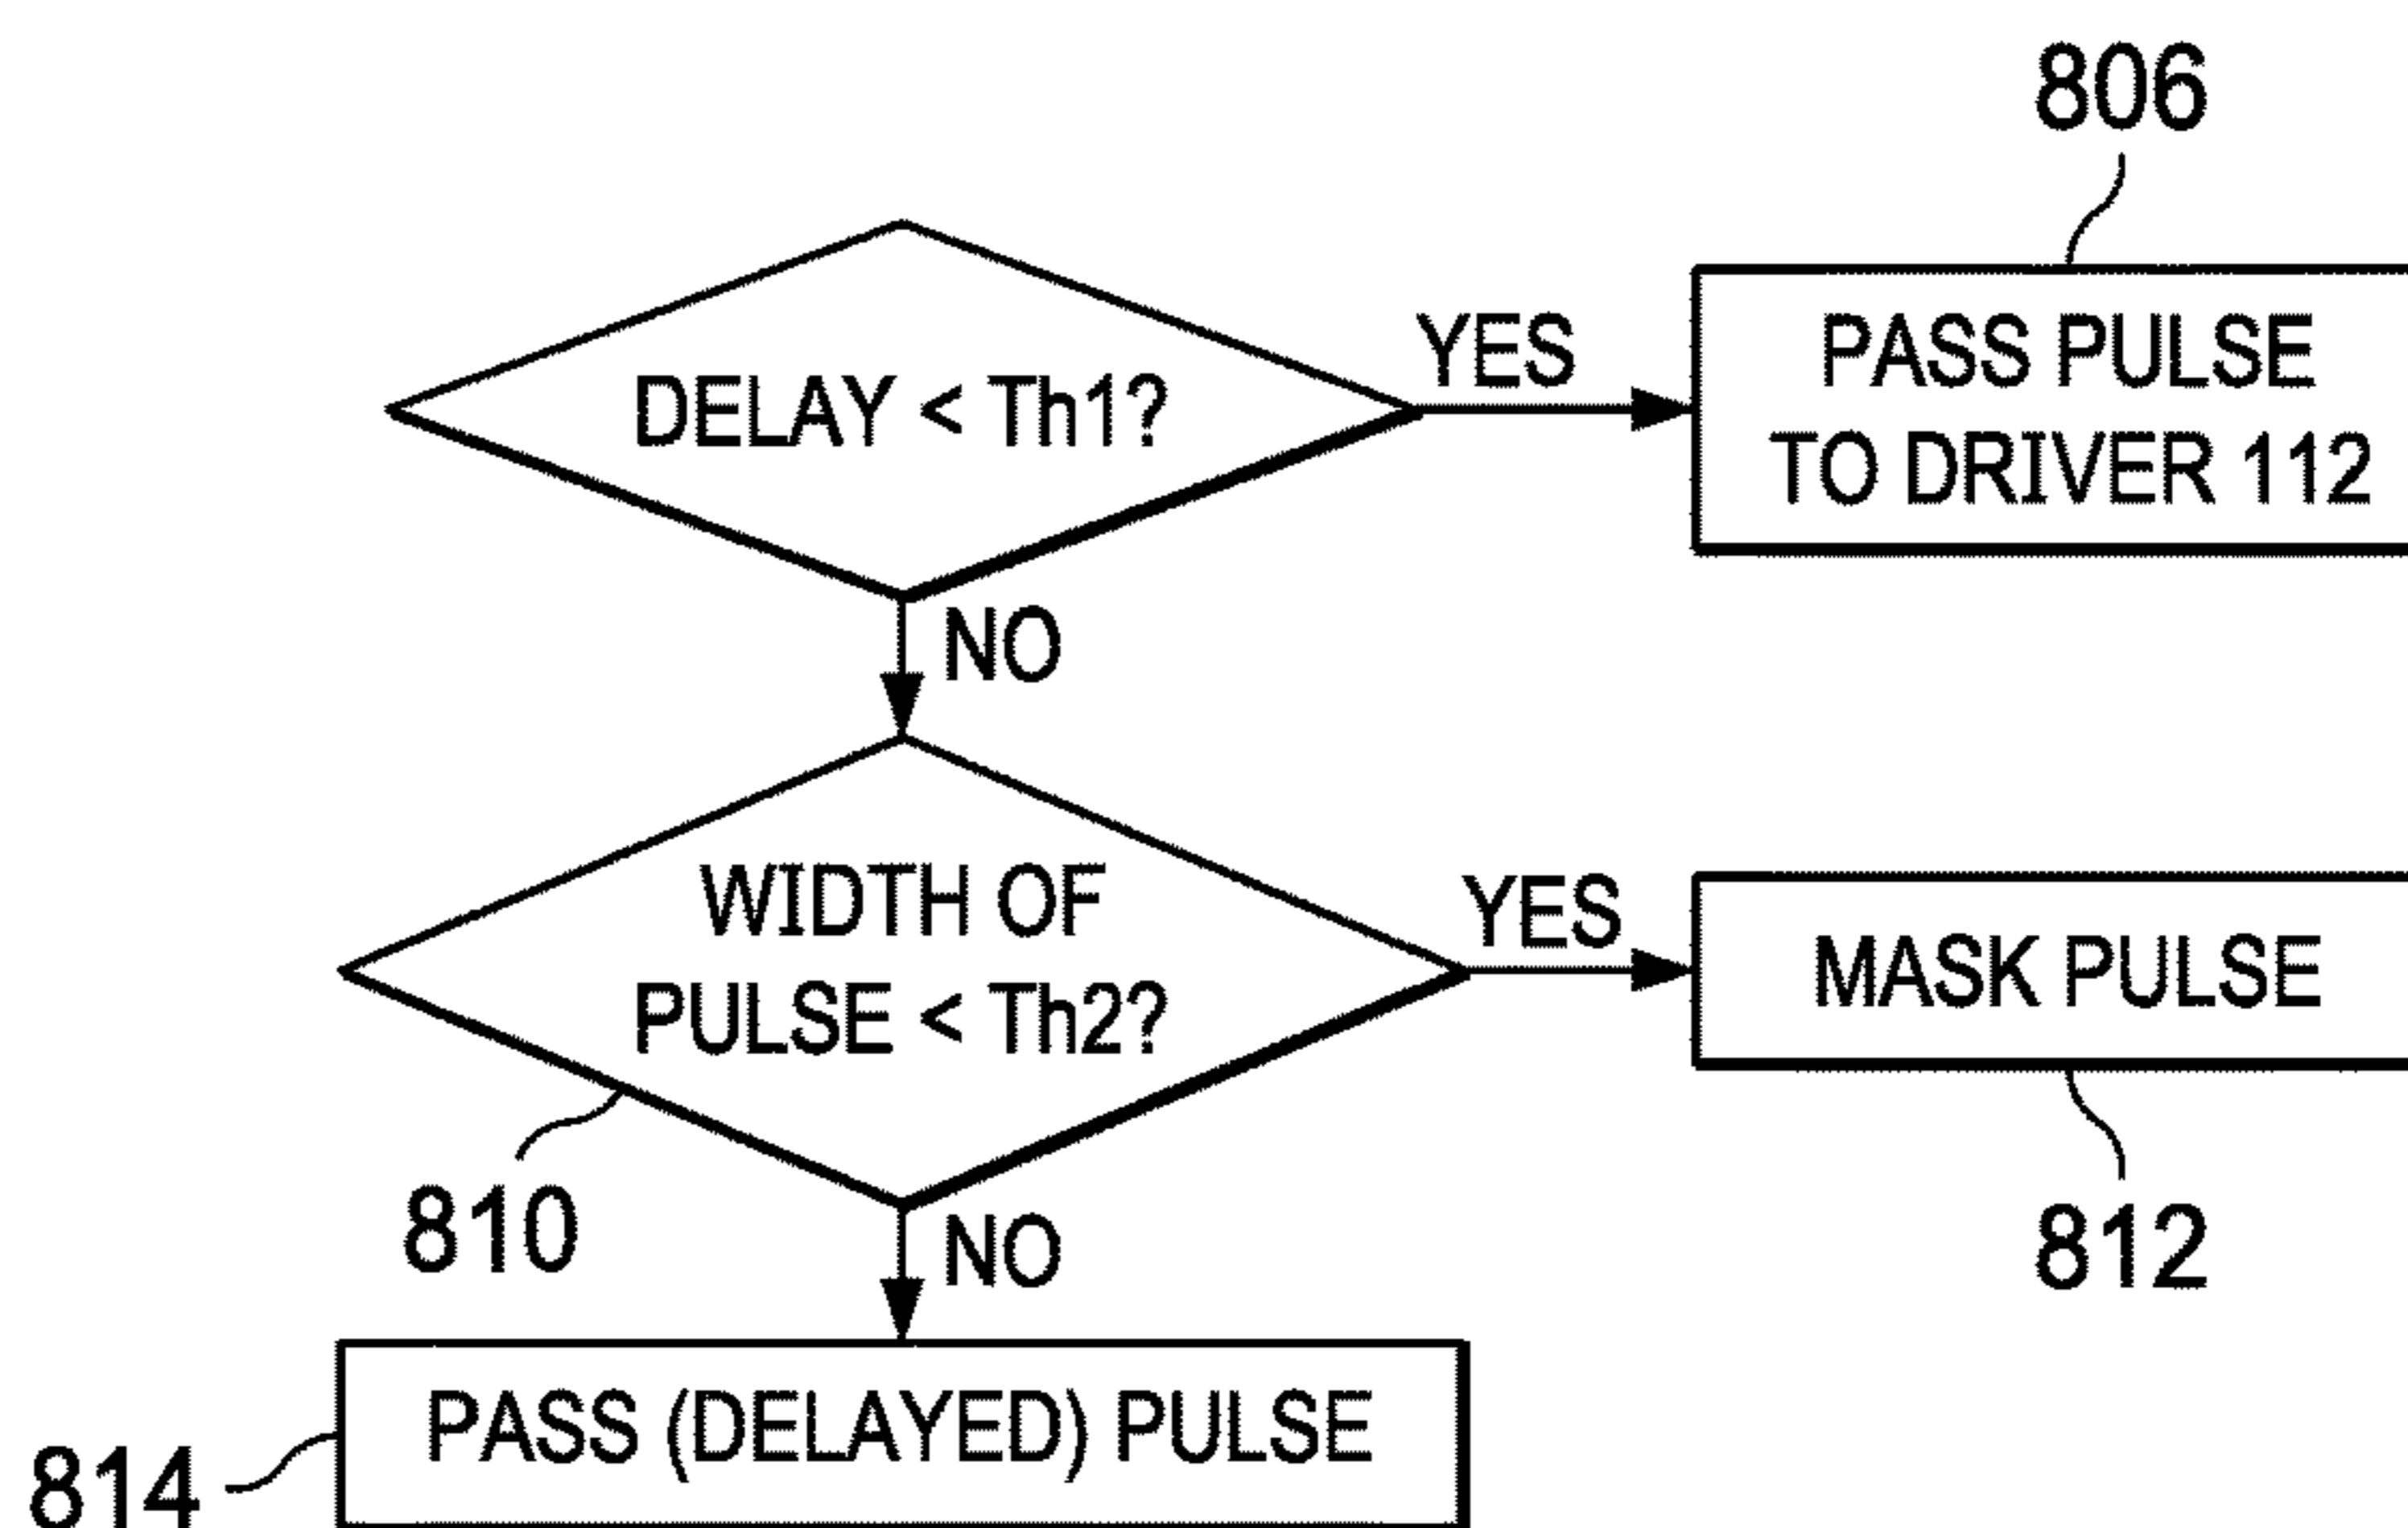 806
DELAY < Th1?
YES
PASS PULSE
TO DRIVER 112
NO
WIDTH OF
PULSE < Th2?
YES
MASK PULSE
810
812
NO
PASS (DELAYED) PULSE
814